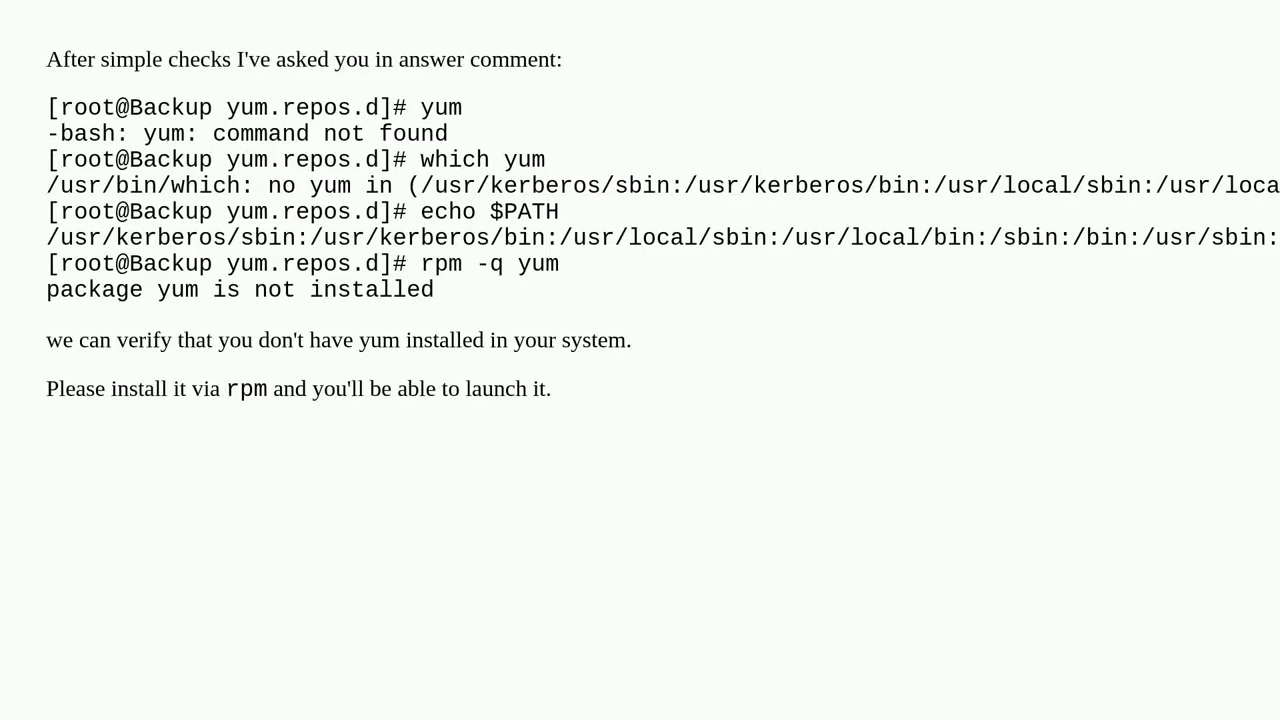 After simple checks I've asked you in answer comment:
[root@Backup yum.repos.d]# yum
-bash: yum: command not found
[root@Backup yum.repos.d]# which yum
/usr/bin/which: no yum in (/usr/kerberos/sbin:/usr/kerberos/bin:/usr/local/sbin:/usr/loca
[root@Backup yum.repos.d]# echo $PATH
/usr/kerberos/sbin:/usr/kerberos/bin:/usr/local/sbin:/usr/local/bin:/sbin:/bin:/usr/sbin:
[root@Backup yum.repos.d]# rpm -q yum
package yum is not installed
we can verify that you don't have yum installed in your system.
Please install it via rpm and you'll be able to launch it.